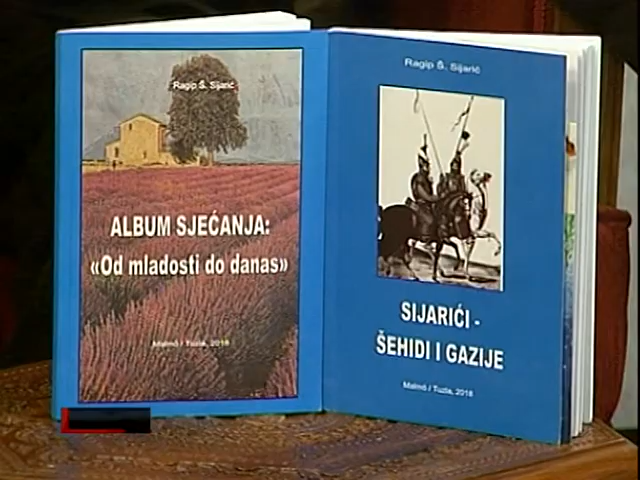 Ragip Š. Sijarić
ALBUM SJEĆANJA:
«Od mladosti do danas»
Malmö / Tuzla, 2018
Ragip Š. Sijarić
SIJARIĆI -
ŠEHIDI I GAZIJE
Malmö / Tuzla, 2018